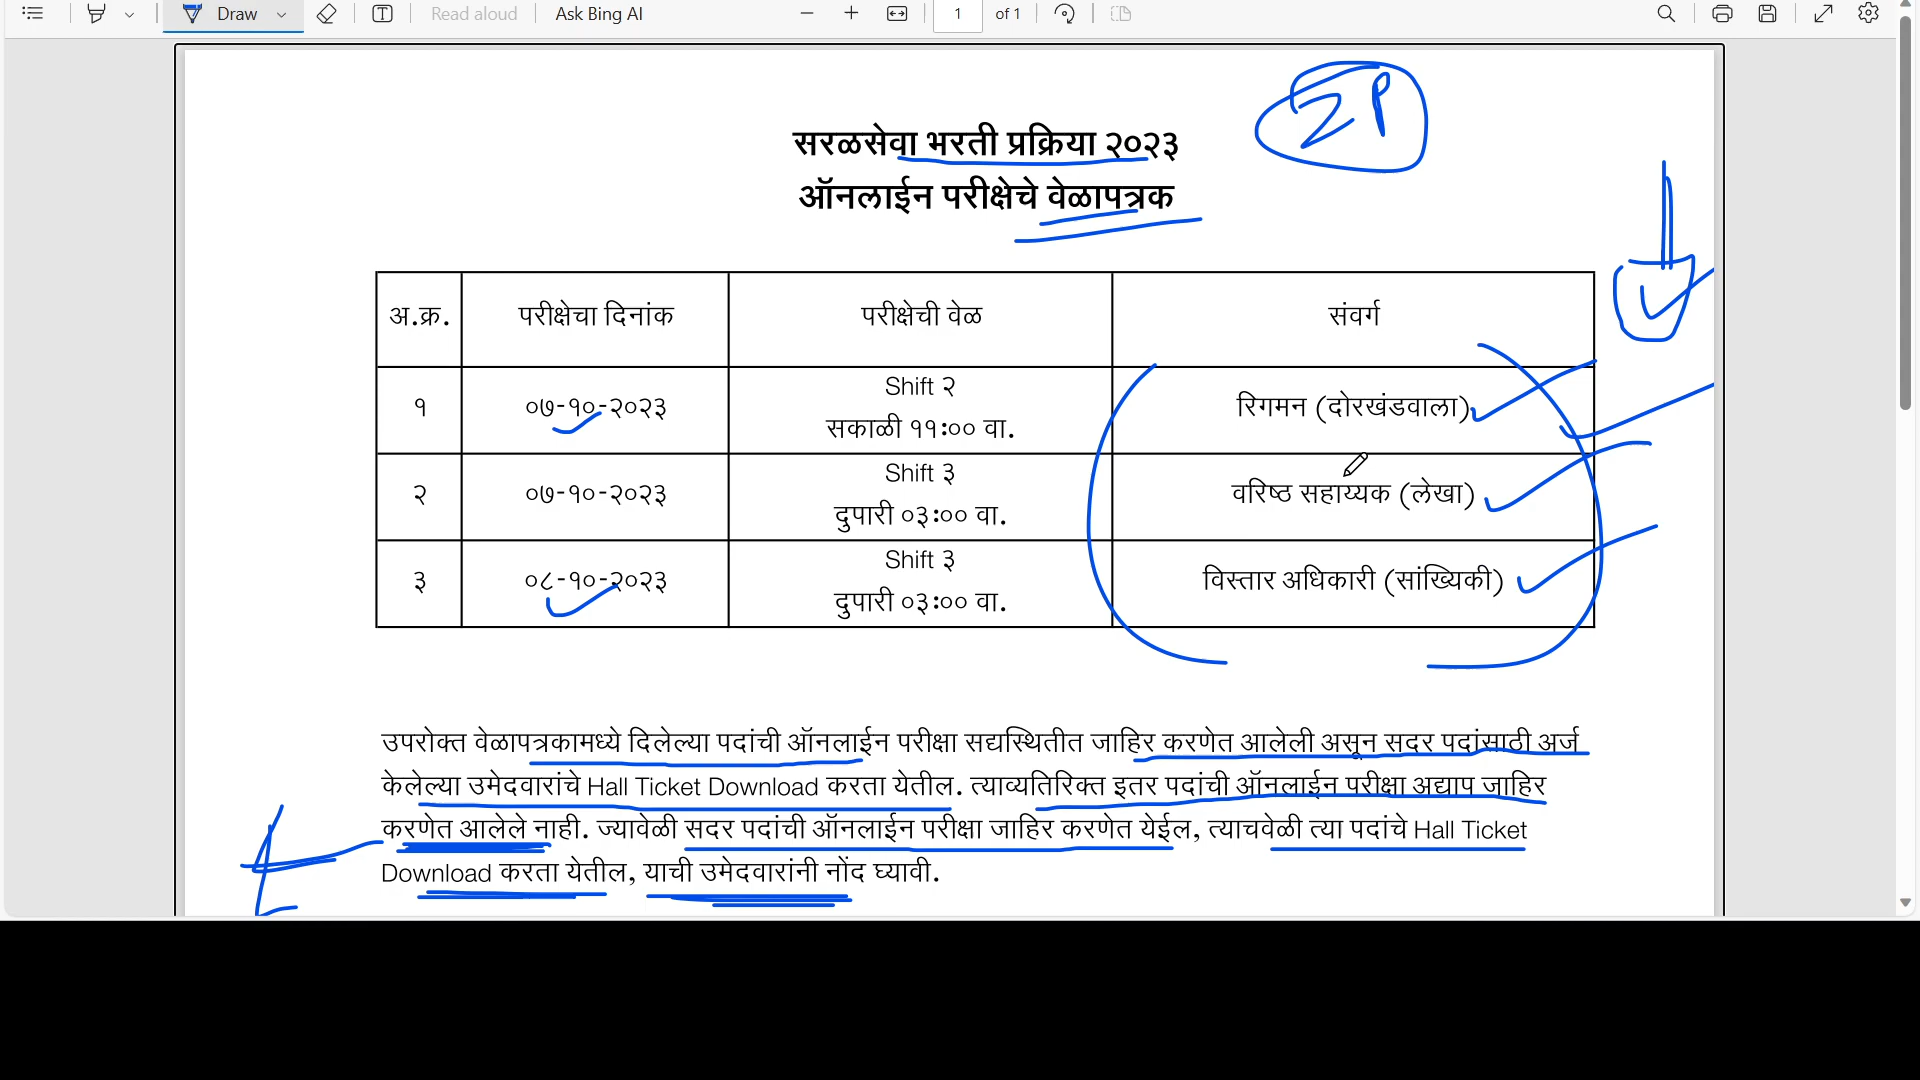 Draw
Read aloud
Ask Bing AI
1
of 1
ZP
सरळसेवा भरती प्रक्रिया २०२३
ऑनलाईन परीक्षेचे वेळापत्रक
अ.क्र. परीक्षेचा दिनांक परीक्षेची वेळ संवर्ग
१ ०७-१०-२०२३ Shift २ सकाळी ११:०० वा. रिगमन (दोरखंडवाला)
२ ०७-१०-२०२३ Shift ३ दुपारी ०३:०० वा. वरिष्ठ सहाय्यक (लेखा)
३ ०८-१०-२०२३ Shift ३ दुपारी ०३:०० वा. विस्तार अधिकारी (सांख्यिकी)
उपरोक्त वेळापत्रकामध्ये दिलेल्या पदांची ऑनलाईन परीक्षा सद्यस्थितीत जाहिर करणेत आलेली असून सदर पदांसाठी अर्ज
केलेल्या उमेदवारांचे Hall Ticket Download करता येतील. त्याव्यतिरिक्त इतर पदांची ऑनलाईन परीक्षा अद्याप जाहिर
करणेत आलेले नाही. ज्यावेळी सदर पदांची ऑनलाईन परीक्षा जाहिर करणेत येईल, त्याचवेळी त्या पदांचे Hall Ticket
Download करता येतील, याची उमेदवारांनी नोंद घ्यावी.